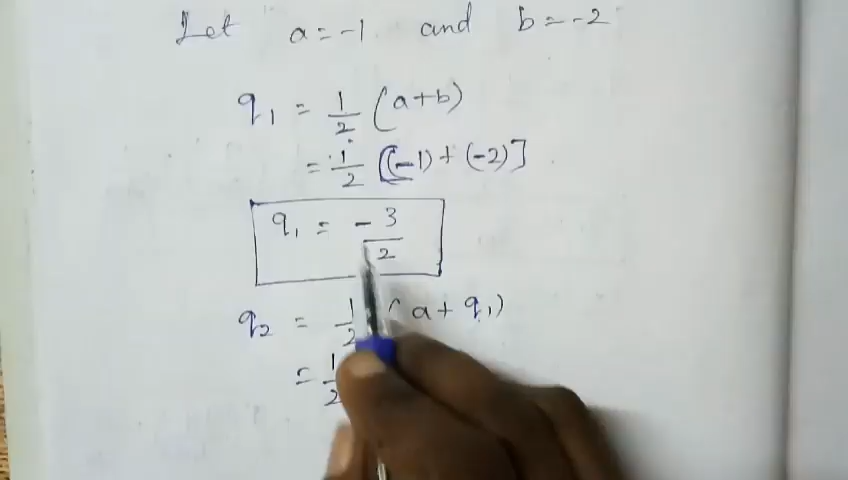 Let a = -1 and b = -2
q1 = 1/2 (a+b)
= 1/2 [(-1) + (-2)]
q1 = -3/2
q2 = 1/2 (a + q1)
= 1/2